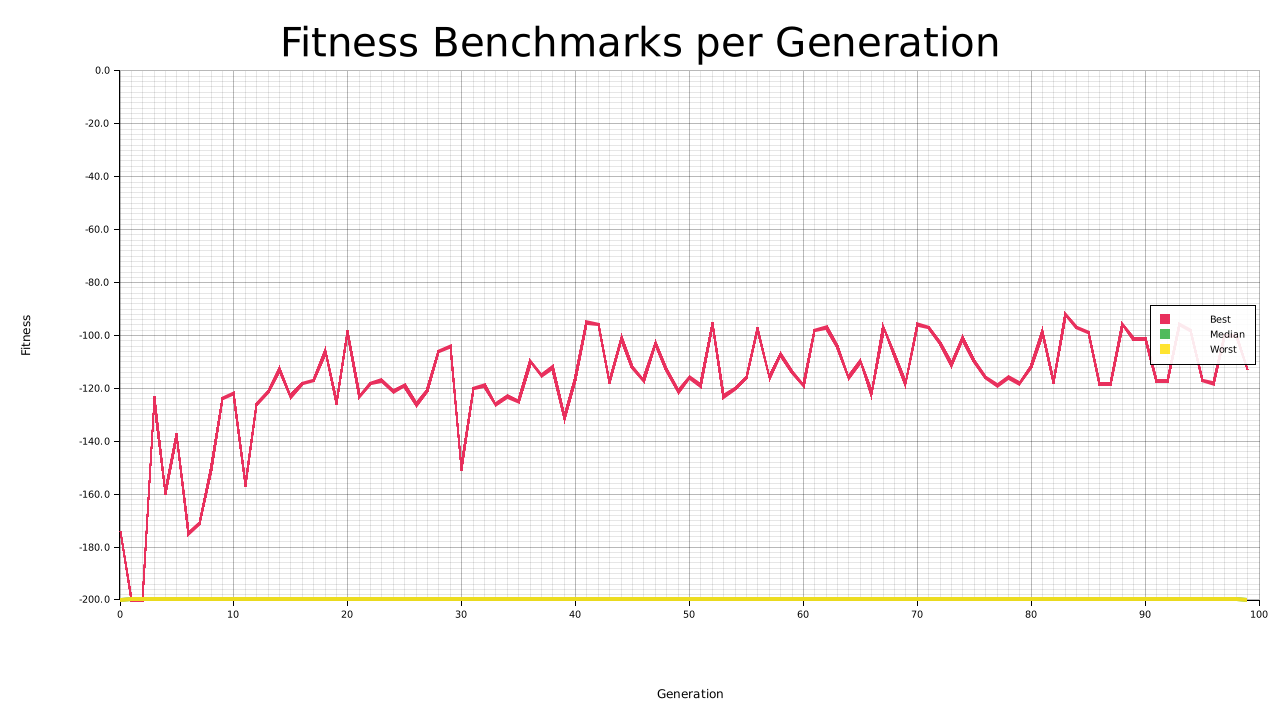 Fitness Benchmarks per Generation
0.0
-20.0
-40.0
-60.0
-80.0
-100.0
-120.0
-140.0
-160.0
-180.0
-200.0
Fitness
Best
Median
Worst
0 10 20 30 40 50 60 70 80 90 100
Generation